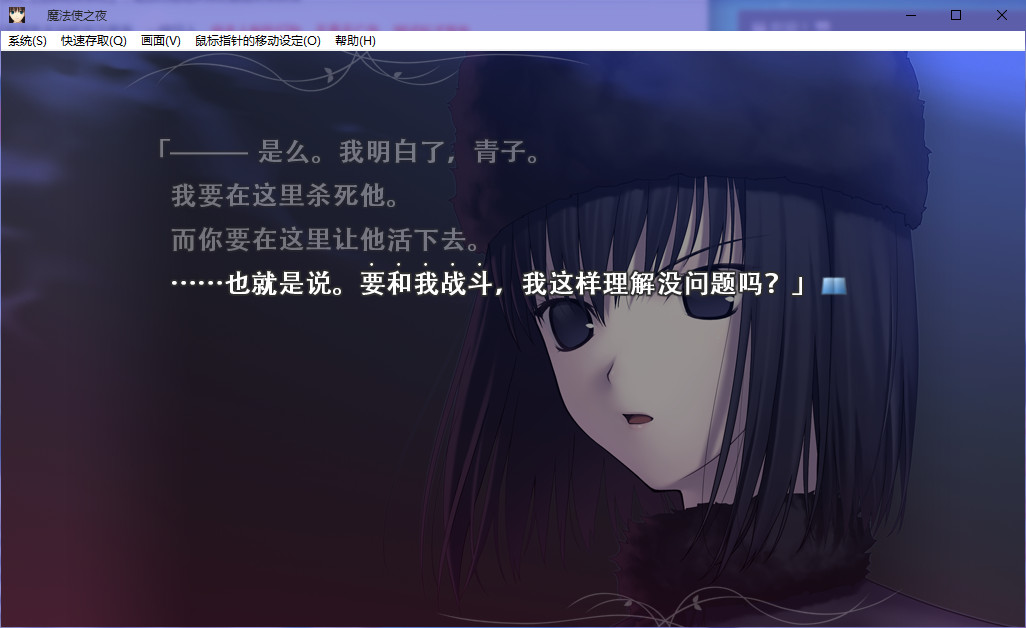 魔法使之夜
系统(S) 快速存取(Q) 画面(V) 鼠标指针的移动设定(O) 帮助(H)
「——— 是么。我明白了，青子。
我要在这里杀死他。
而你要在这里让他活下去。
……也就是说。要和我战斗，我这样理解没问题吗？」